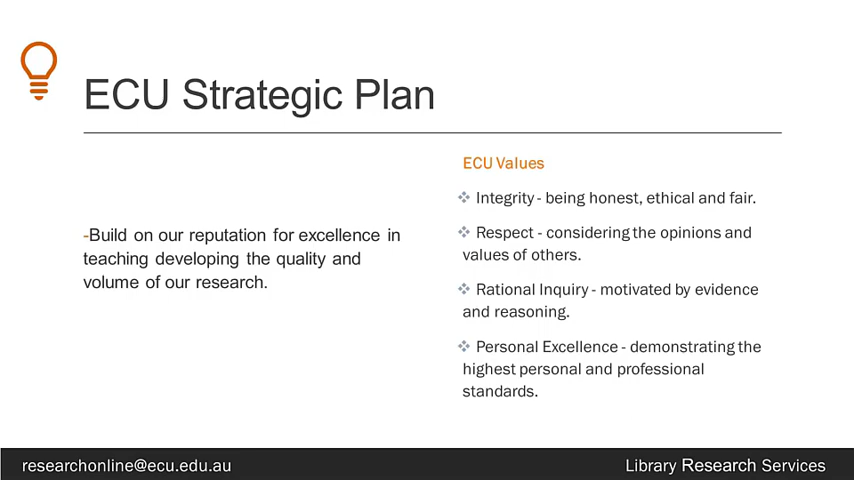 ECU Strategic Plan
-Build on our reputation for excellence in
teaching developing the quality and
volume of our research.
ECU Values
Integrity - being honest, ethical and fair.
Respect - considering the opinions and
values of others.
Rational Inquiry - motivated by evidence
and reasoning.
Personal Excellence - demonstrating the
highest personal and professional
standards.
researchonline@ecu.edu.au
Library Research Services